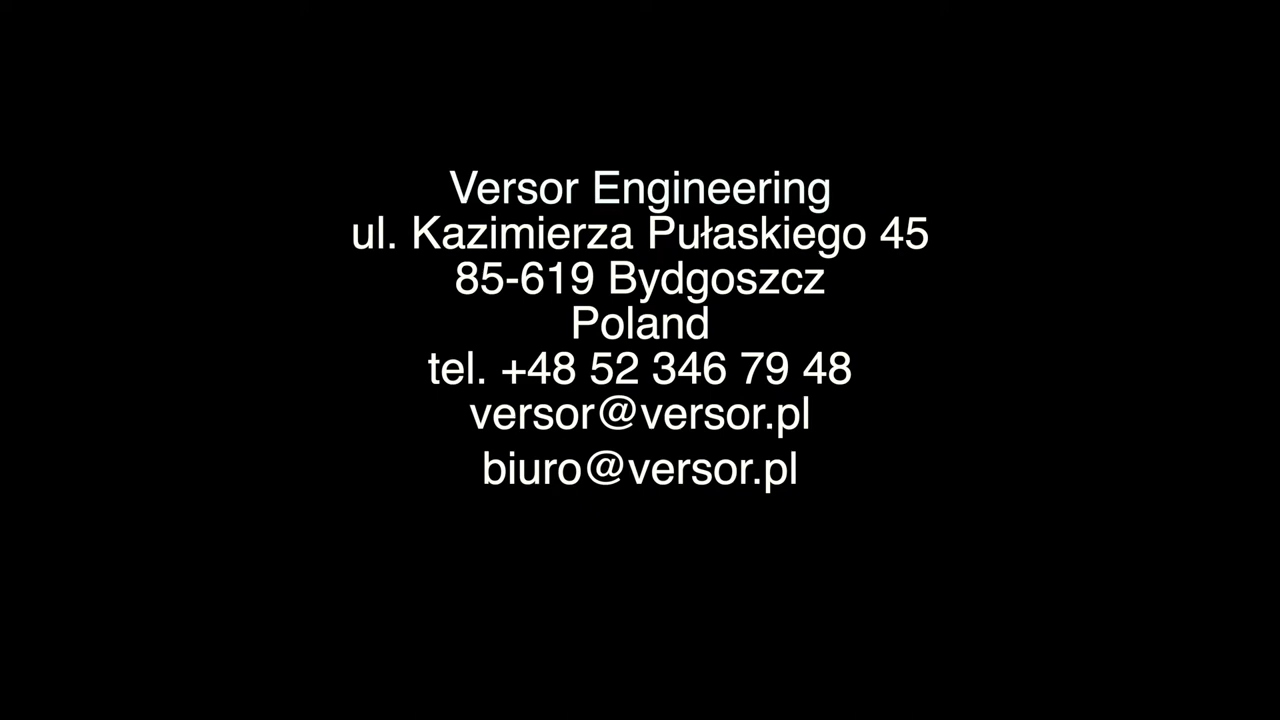 Versor Engineering
ul. Kazimierza Pułaskiego 45
85-619 Bydgoszcz
Poland
tel. +48 52 346 79 48
versor@versor.pl
biuro@versor.pl